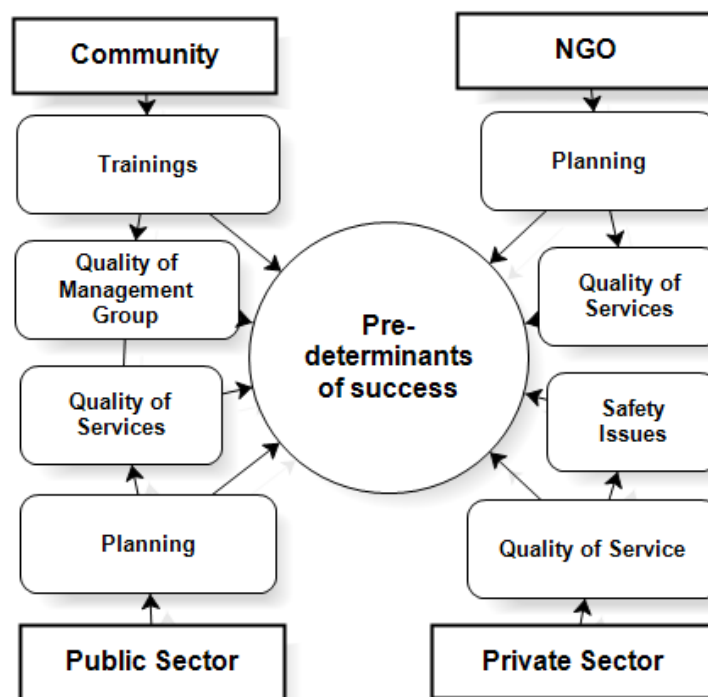 Community
NGO
Trainings
Planning
Quality of
Management
Group
Quality of
Services
Pre-
determinants
of success
Quality of
Services
Safety
Issues
Planning
Quality of Service
Public Sector
Private Sector